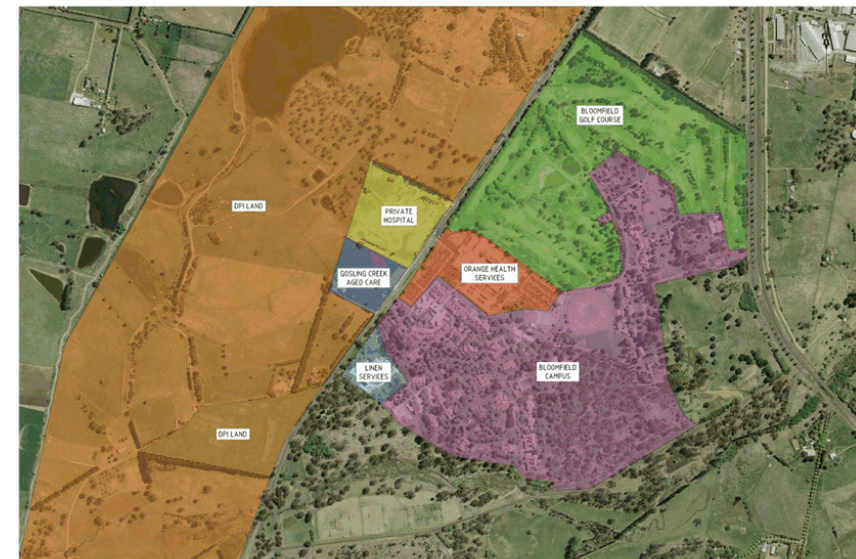 BLOOMFIELD
GOLF COURSE
DPI LAND
PRIVATE
HOSPITAL
GOSLING CREEK
AGED CARE
ORANGE HEALTH
SERVICES
LINEN
SERVICES
BLOOMFIELD
CAMPUS
DPI LAND